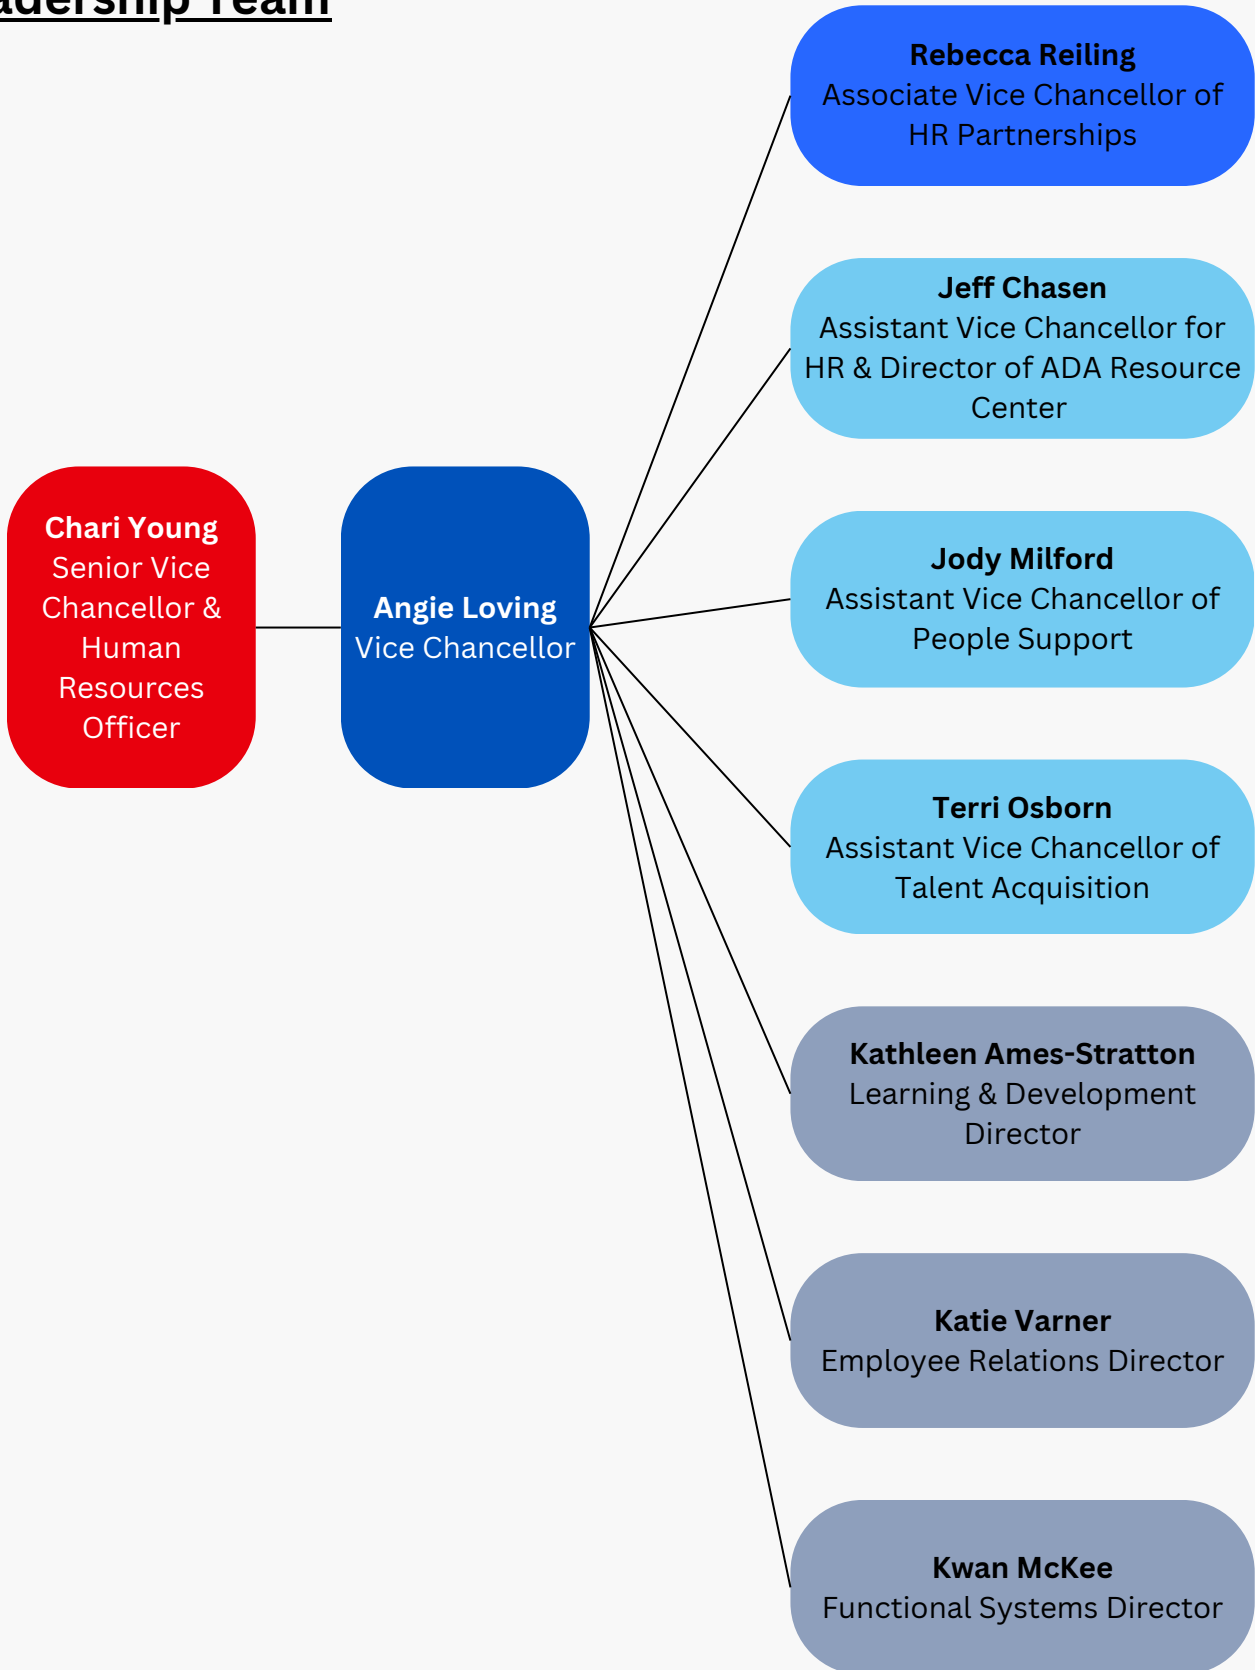 Team
Chari Young
Senior Vice
Chancellor &
Human
Resources
Officer
Angie Loving
Vice Chancellor
Rebecca Reiling
Associate Vice Chancellor of
HR Partnerships
Jeff Chasen
Assistant Vice Chancellor for
HR & Director of ADA Resource
Center
Jody Milford
Assistant Vice Chancellor of
People Support
Terri Osborn
Assistant Vice Chancellor of
Talent Acquisition
Kathleen Ames-Stratton
Learning & Development
Director
Katie Varner
Employee Relations Director
Kwan McKee
Functional Systems Director